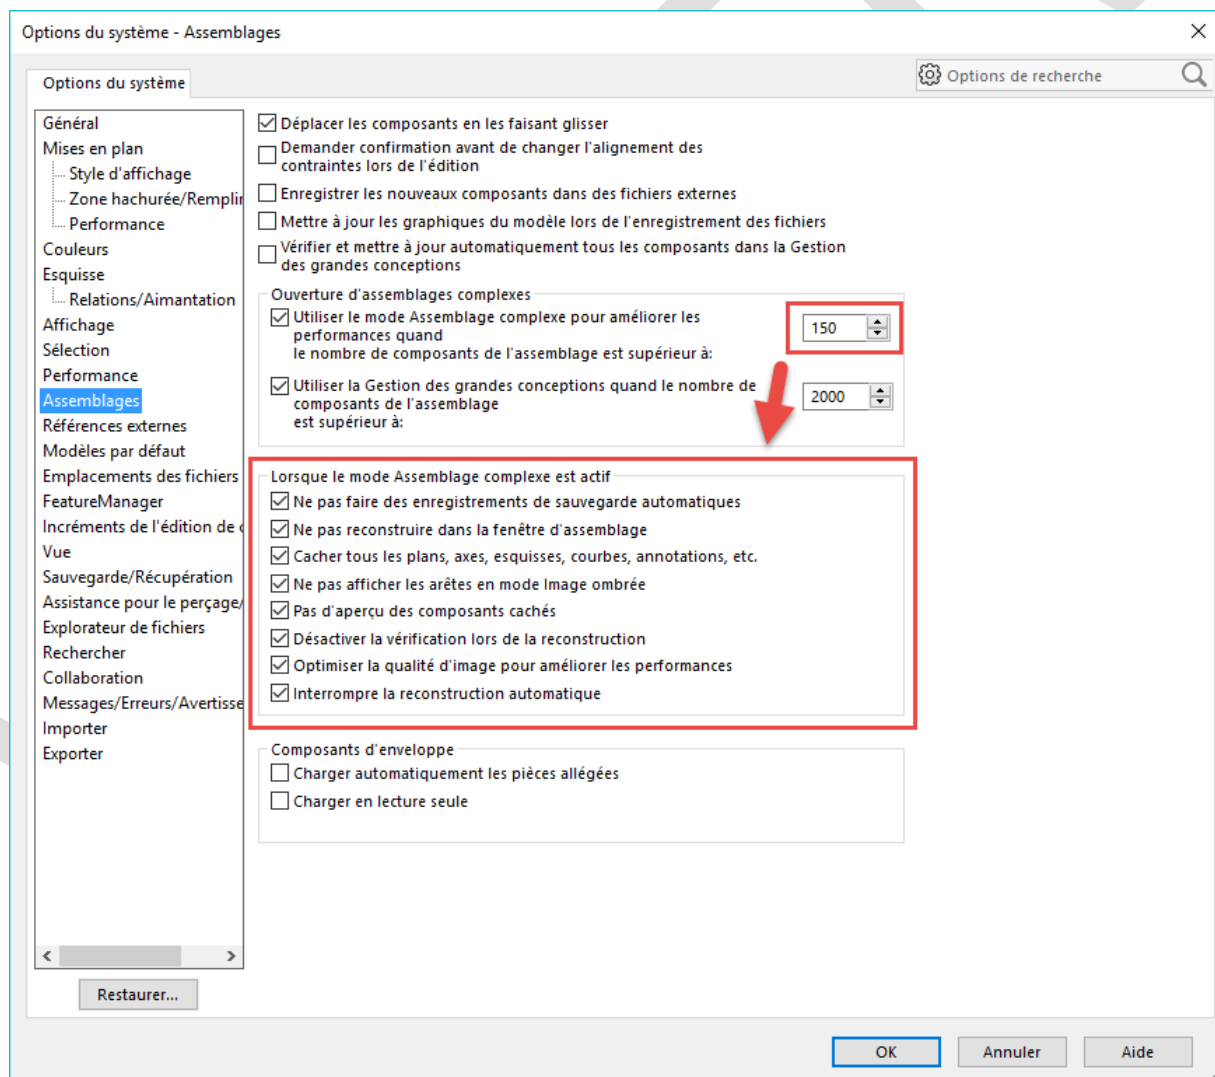 Options du système - Assemblages
Options du système
Options de recherche
Général
Mises en plan
Style d'affichage
Zone hachurée/Remplir
Performance
Couleurs
Esquisse
Relations/Aimantation
Affichage
Sélection
Performance
Assemblages
Références externes
Modèles par défaut
Emplacements des fichiers
FeatureManager
Incréments de l'édition de
Vue
Sauvegarde/Récupération
Assistance pour le perçage/
Explorateur de fichiers
Rechercher
Collaboration
Messages/Erreurs/Avertisse
Importer
Exporter
Restaurer...
Déplacer les composants en les faisant glisser
Demander confirmation avant de changer l'alignement des
contraintes lors de l'édition
Enregistrer les nouveaux composants dans des fichiers externes
Mettre à jour les graphiques du modèle lors de l'enregistrement des fichiers
Vérifier et mettre à jour automatiquement tous les composants dans la Gestion
des grandes conceptions
Ouverture d'assemblages complexes
Utiliser le mode Assemblage complexe pour améliorer les
performances quand
le nombre de composants de l'assemblage est supérieur à:
150
Utiliser la Gestion des grandes conceptions quand le nombre de
composants de l'assemblage
est supérieur à:
2000
Lorsque le mode Assemblage complexe est actif
Ne pas faire des enregistrements de sauvegarde automatiques
Ne pas reconstruire dans la fenêtre d'assemblage
Cacher tous les plans, axes, esquisses, courbes, annotations, etc.
Ne pas afficher les arêtes en mode Image ombrée
Pas d'aperçu des composants cachés
Désactiver la vérification lors de la reconstruction
Optimiser la qualité d'image pour améliorer les performances
Interrompre la reconstruction automatique
Composants d'enveloppe
Charger automatiquement les pièces allégées
Charger en lecture seule
OK
Annuler
Aide